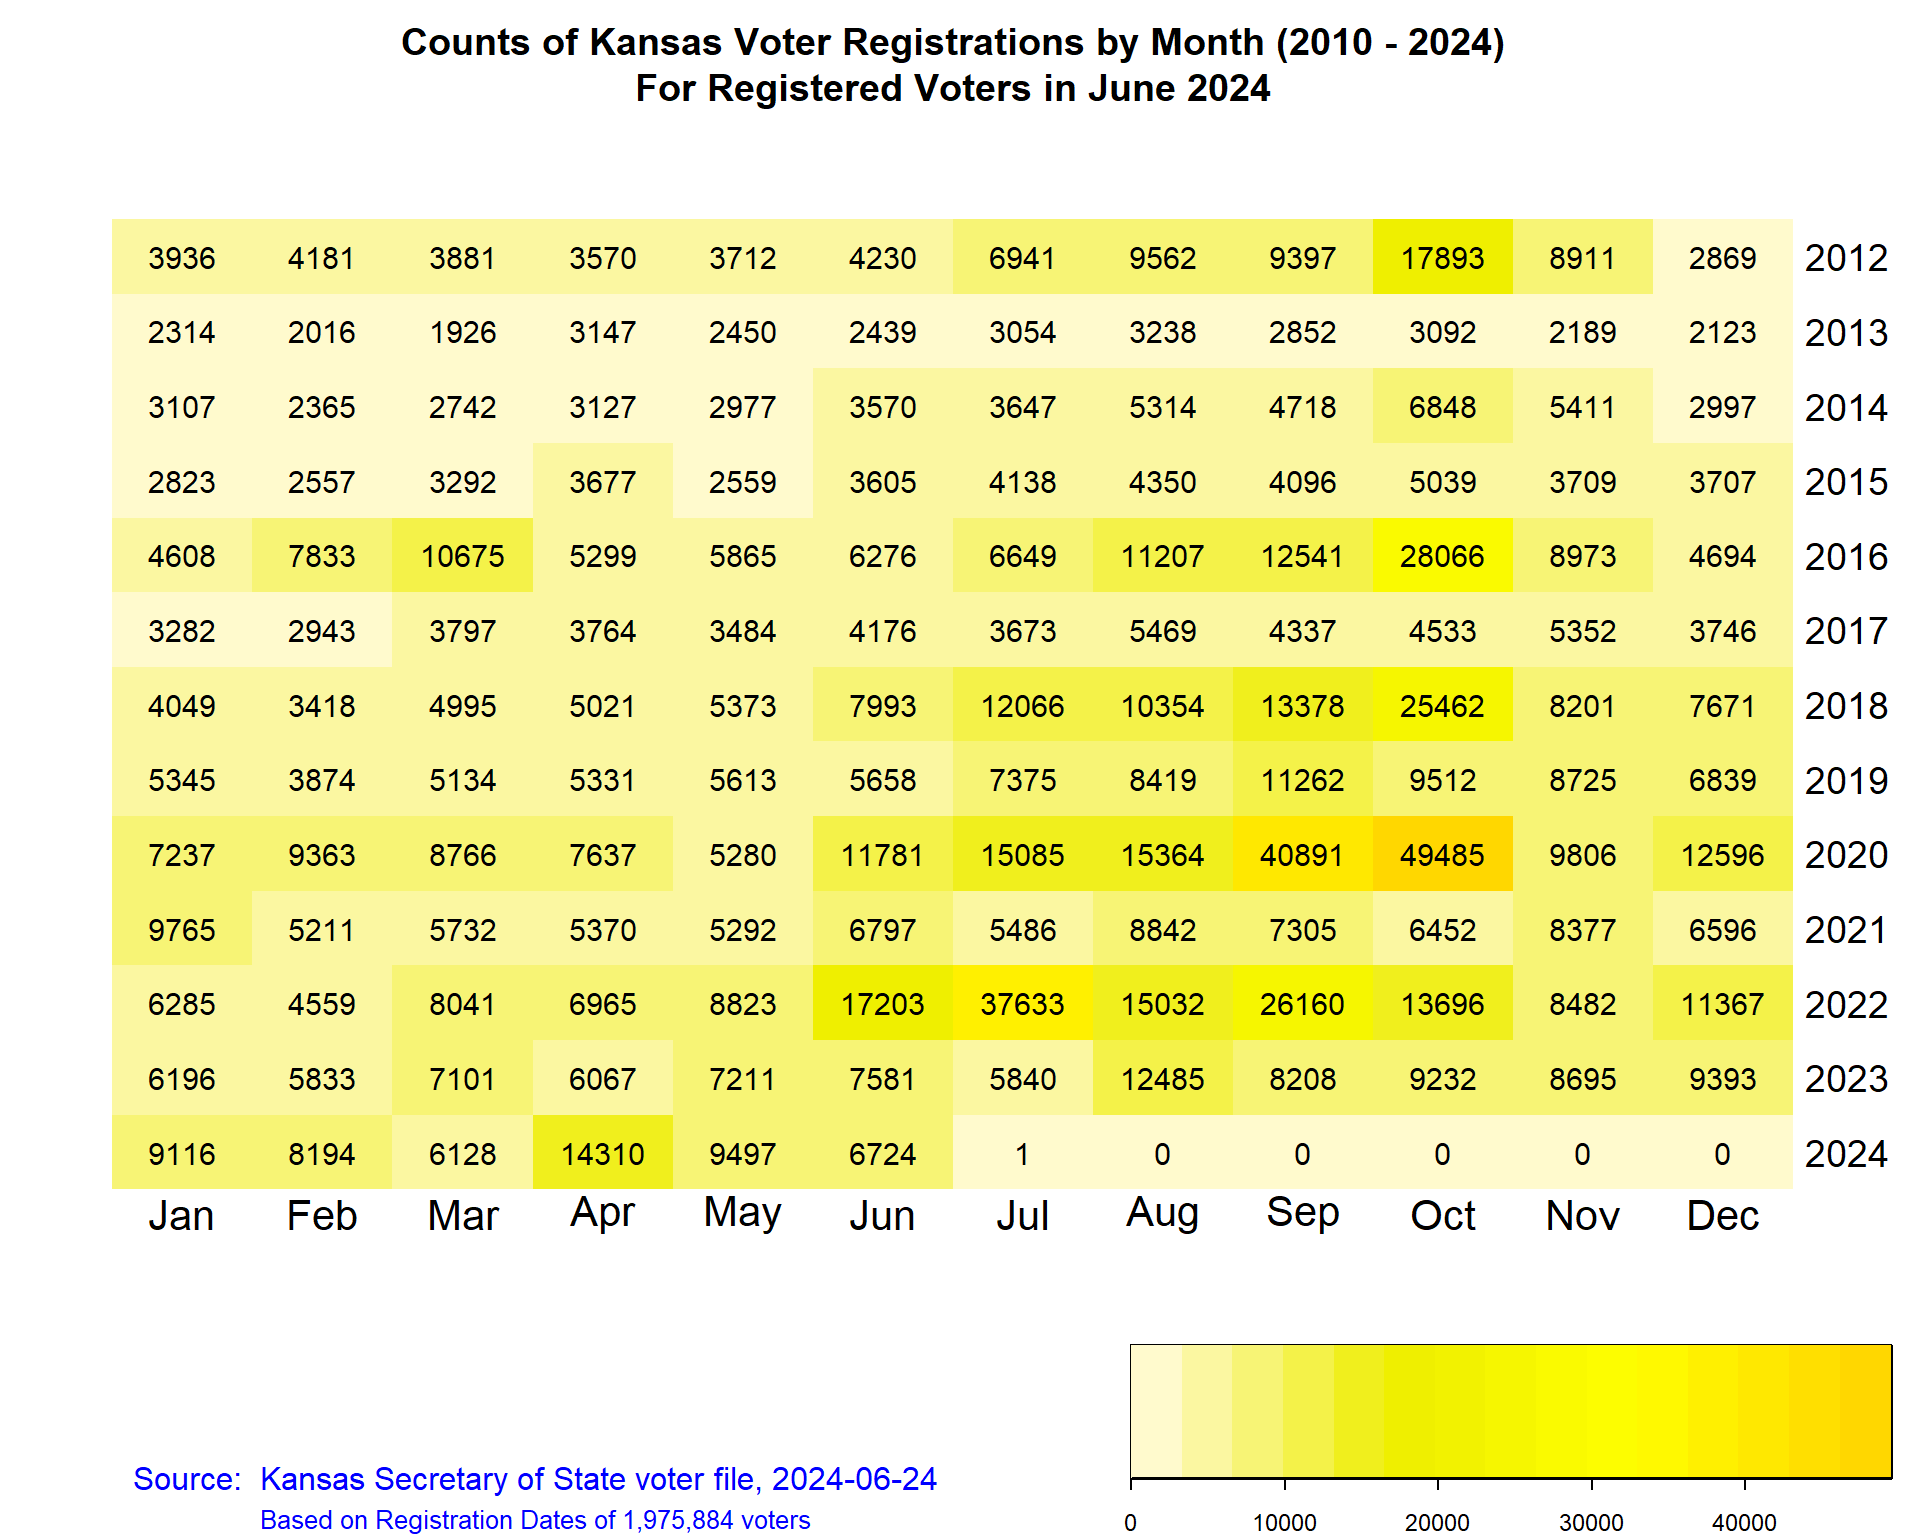 Counts of Kansas Voter Registrations by Month (2010 - 2024)
For Registered Voters in June 2024
3936 4181 3881 3570 3712 4230 6941 9562 9397 17893 8911 2869 2012
2314 2016 1926 3147 2450 2439 3054 3238 2852 3092 2189 2123 2013
3107 2365 2742 3127 2977 3570 3647 5314 4718 6848 5411 2997 2014
2823 2557 3292 3677 2559 3605 4138 4350 4096 5039 3709 3707 2015
4608 7833 10675 5299 5865 6276 6649 11207 12541 28066 8973 4694 2016
3282 2943 3797 3764 3484 4176 3673 5469 4337 4533 5352 3746 2017
4049 3418 4995 5021 5373 7993 12066 10354 13378 25462 8201 7671 2018
5345 3874 5134 5331 5613 5658 7375 8419 11262 9512 8725 6839 2019
7237 9363 8766 7637 5280 11781 15085 15364 40891 49485 9806 12596 2020
9765 5211 5732 5370 5292 6797 5486 8842 7305 6452 8377 6596 2021
6285 4559 8041 6965 8823 17203 37633 15032 26160 13696 8482 11367 2022
6196 5833 7101 6067 7211 7581 5840 12485 8208 9232 8695 9393 2023
9116 8194 6128 14310 9497 6724 1 0 0 0 0 0 2024
Jan Feb Mar Apr May Jun Jul Aug Sep Oct Nov Dec
Source: Kansas Secretary of State voter file, 2024-06-24
Based on Registration Dates of 1,975,884 voters
0 10000 20000 30000 40000